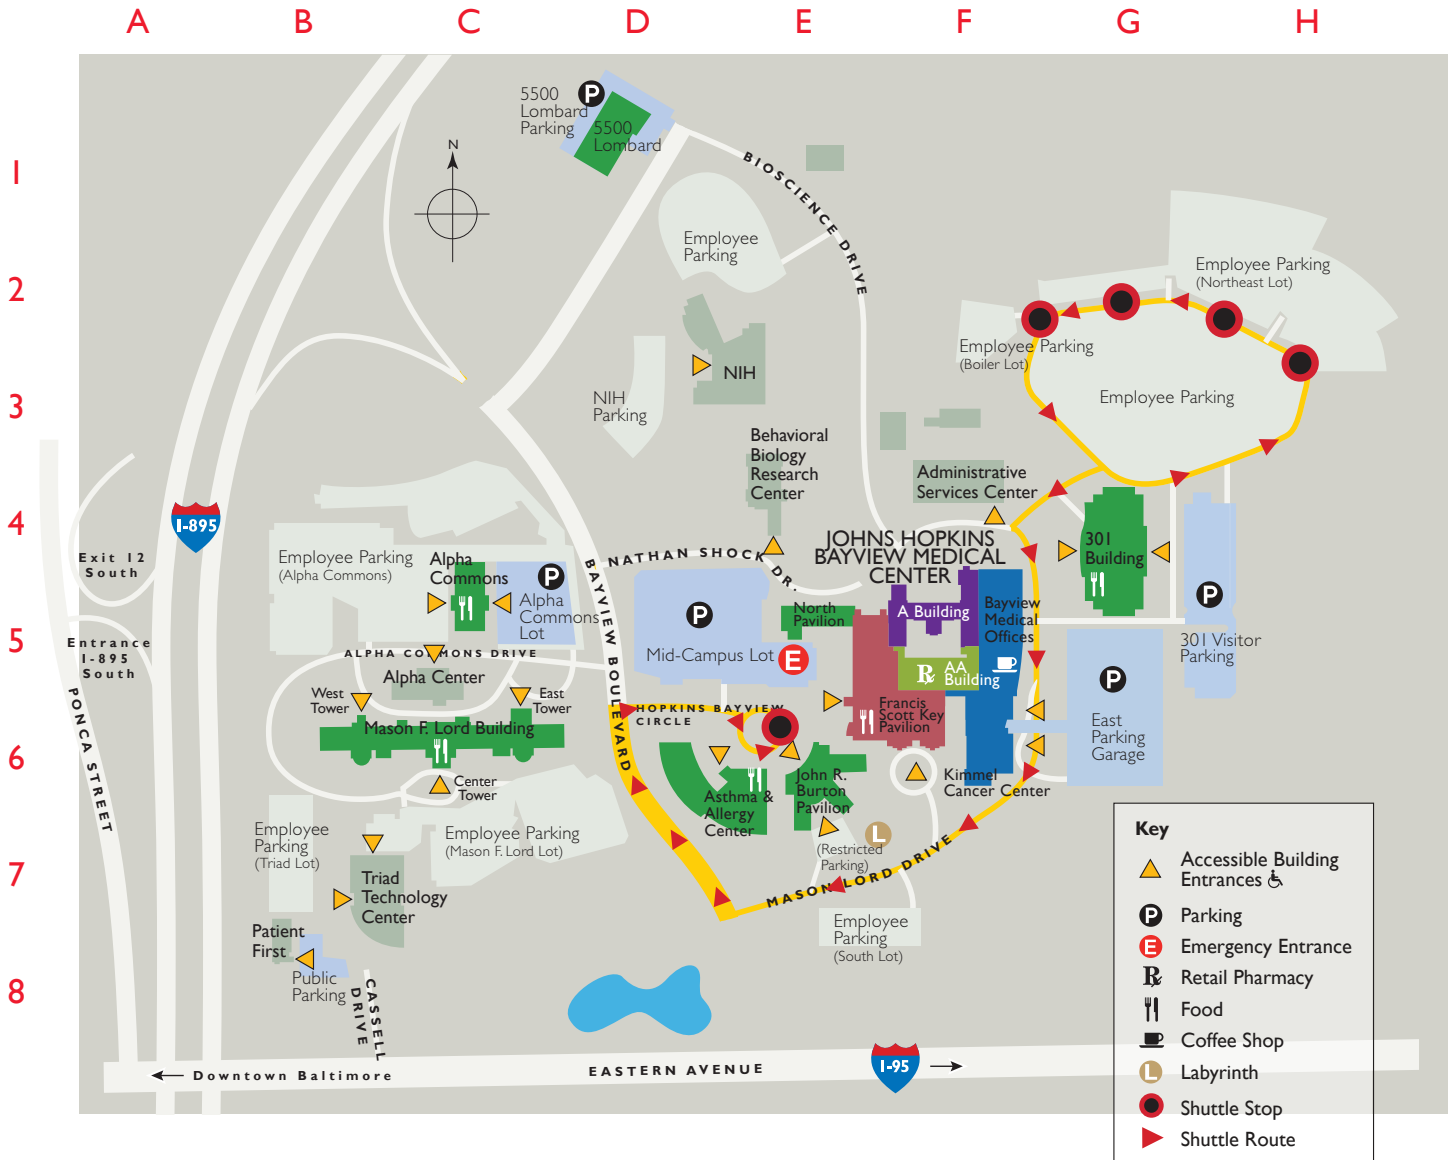 A B C D E F G H
1
2
3
4
5
6
7
8
N
5500
Lombard
Parking
P
5500
Lombard
BIOSCIENCE DRIVE
Employee
Parking
Employee Parking
(Northeast Lot)
Employee Parking
(Boiler Lot)
Employee Parking
NIH
NIH
Parking
Behavioral
Biology
Research
Center
Administrative
Services Center
I-895
Exit 12
South
Entrance
I-895
South
PONCA STREET
Employee Parking
(Alpha Commons)
Alpha
Commons
P
Alpha
Commons
Lot
NATHAN SHOCK DR.
BAYVIEW BOULEVARD
JOHNS HOPKINS
BAYVIEW MEDICAL
CENTER
301
Building
P
301 Visitor
Parking
P
Mid-Campus Lot
E
North
Pavilion
A Building
Bayview
Medical
Offices
R
AA
Building
Francis
Scott Key
Pavilion
P
East
Parking
Garage
ALPHA COMMONS DRIVE
Alpha Center
West
Tower
East
Tower
Mason F. Lord Building
Center
Tower
HOPKINS BAYVIEW
CIRCLE
Asthma &
Allergy
Center
John R.
Burton
Pavilion
Kimmel
Cancer Center
L
(Restricted
Parking)
MASON LORD DRIVE
Employee
Parking
(South Lot)
Employee
Parking
(Triad Lot)
Employee Parking
(Mason F. Lord Lot)
Triad
Technology
Center
Patient
First
Public
Parking
CASSELL
DRIVE
Downtown Baltimore
EASTERN AVENUE
I-95
Key
Accessible Building
Entrances
P Parking
E Emergency Entrance
R Retail Pharmacy
Food
Coffee Shop
L Labyrinth
Shuttle Stop
Shuttle Route